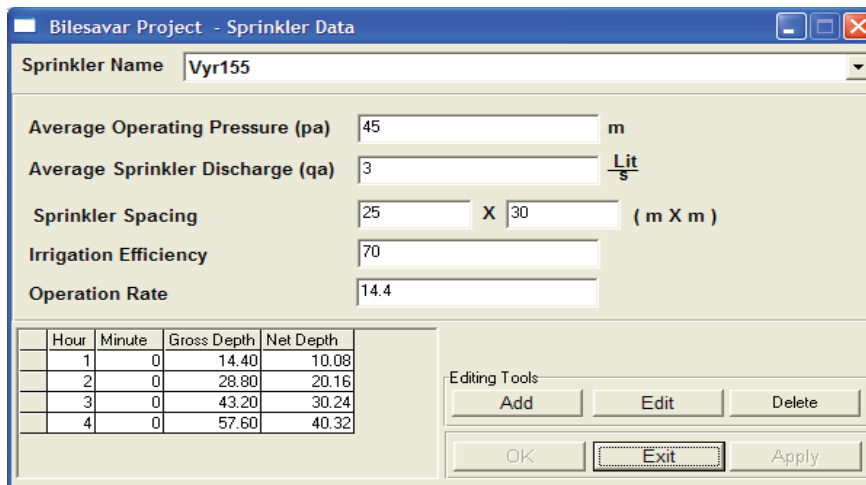 Bilesavar Project - Sprinkler Data
Sprinkler Name Vyr155
Average Operating Pressure (pa) 45 m
Average Sprinkler Discharge (qa) 3 Lit
s
Sprinkler Spacing 25 X 30 ( m X m )
Irrigation Efficiency 70
Operation Rate 14.4
Hour Minute Gross Depth Net Depth
1 0 14.40 10.08
2 0 28.80 20.16
3 0 43.20 30.24
4 0 57.60 40.32
Editing Tools
Add Edit Delete
OK Exit Apply